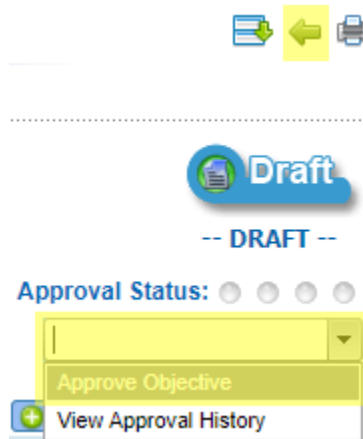 Draft
-- DRAFT --
Approval Status:
Approve Objective
View Approval History